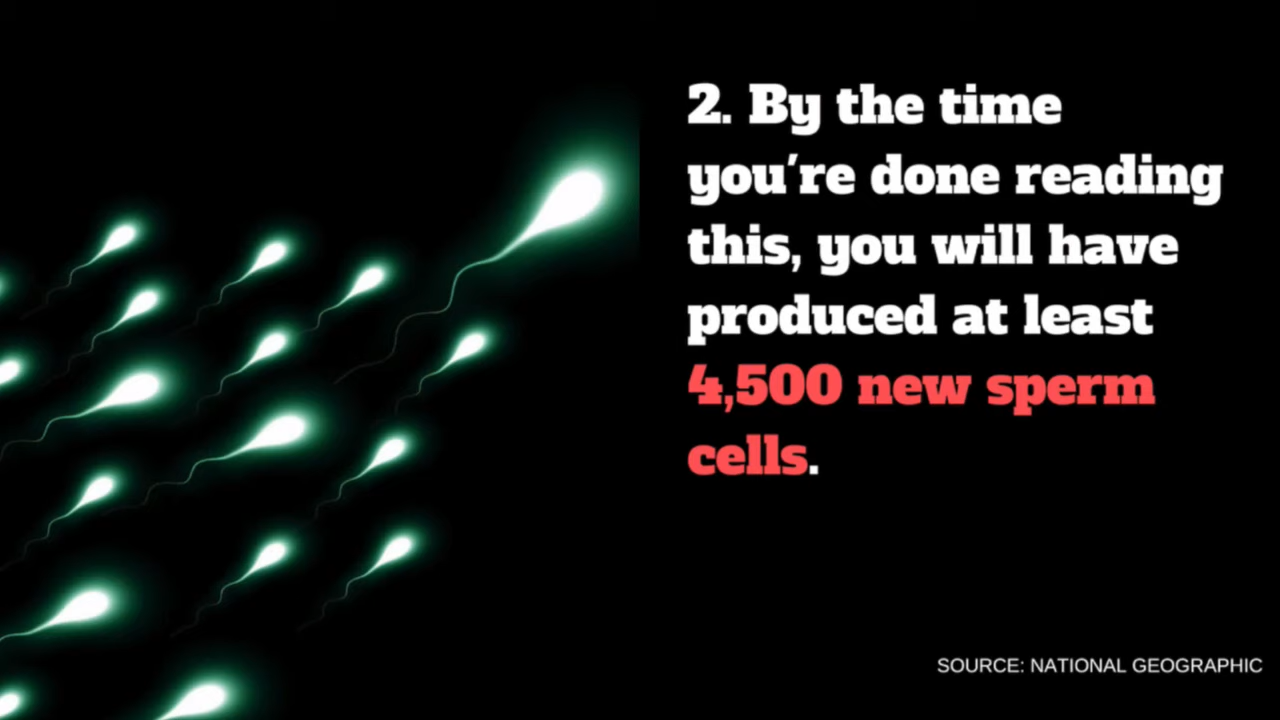 2. By the time
you're done reading
this, you will have
produced at least
4,500 new sperm
cells.
SOURCE: NATIONAL GEOGRAPHIC